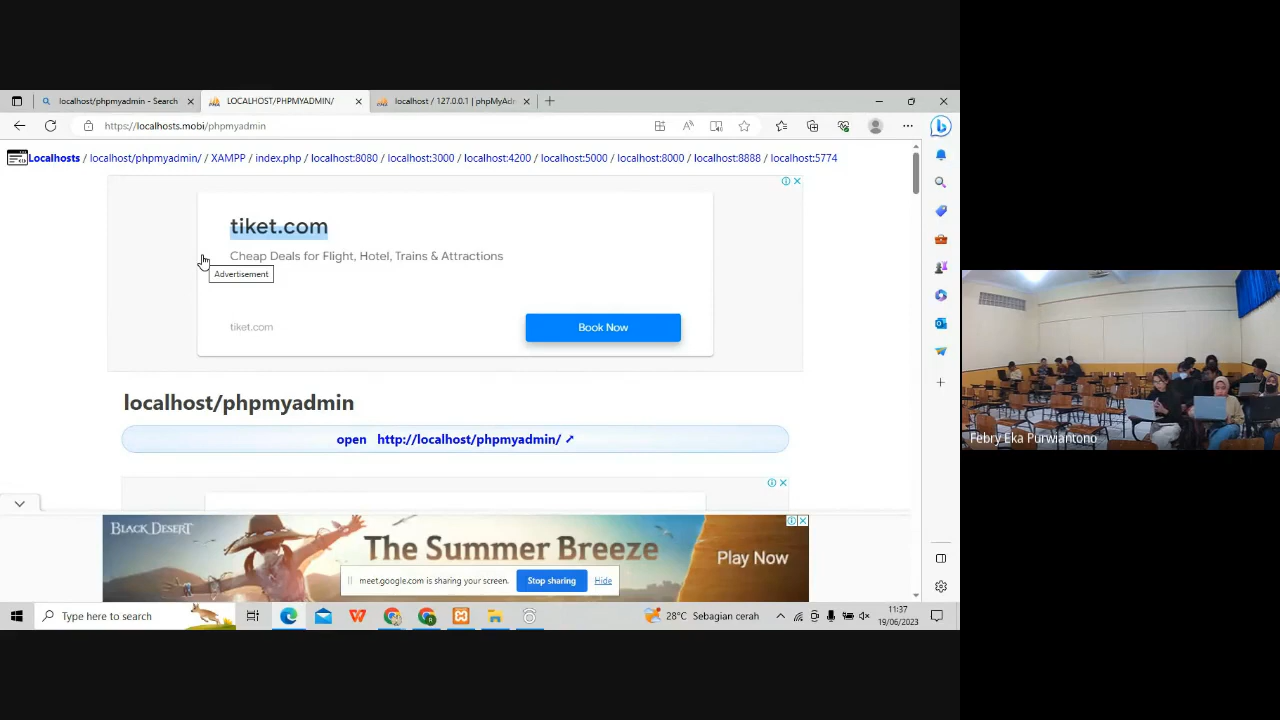 localhost/phpmyadmin - Search
LOCALHOST/PHPMYADMIN/
localhost / 127.0.0.1 | phpMyAdr
https://localhosts.mobi/phpmyadmin
Localhosts / localhost/phpmyadmin/ / XAMPP / index.php / localhost:8080 / localhost:3000 / localhost:4200 / localhost:5000 / localhost:8000 / localhost:8888 / localhost:5774
tiket.com
Cheap Deals for Flight, Hotel, Trains & Attractions
Advertisement
tiket.com
Book Now
localhost/phpmyadmin
open http://localhost/phpmyadmin/
BLACK DESERT
The Summer Breeze
Play Now
meet.google.com is sharing your screen.
Stop sharing
Hide
Type here to search
28°C Sebagian cerah
11:37
19/06/2023
Febry Eka Purwiantono